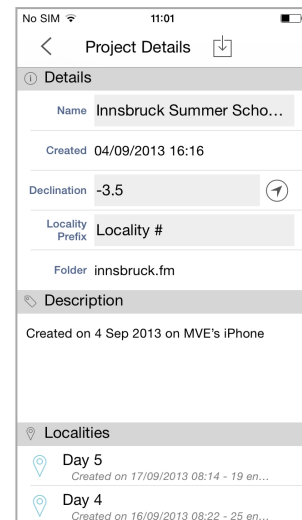 No SIM 11:01
Project Details
Details
Name Innsbruck Summer Scho...
Created 04/09/2013 16:16
Declination -3.5
Locality
Prefix Locality #
Folder innsbruck.fm
Description
Created on 4 Sep 2013 on MVE's iPhone
Localities
Day 5
Created on 17/09/2013 08:14 - 19 en...
Day 4
Created on 16/09/2013 08:22 - 25 en...